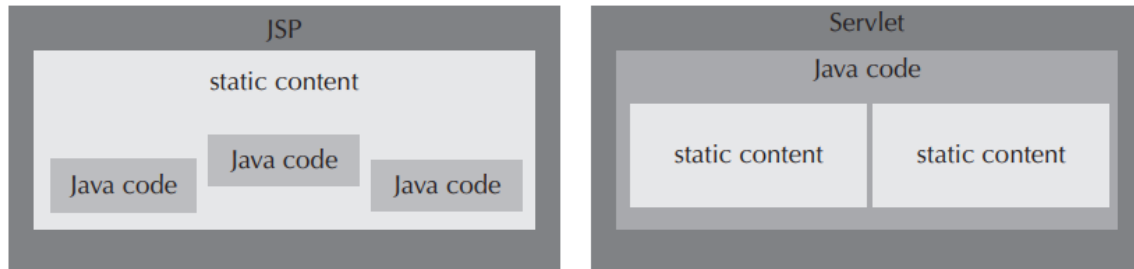 JSP
static content
Java code
Java code
Java code
Servlet
Java code
static content
static content